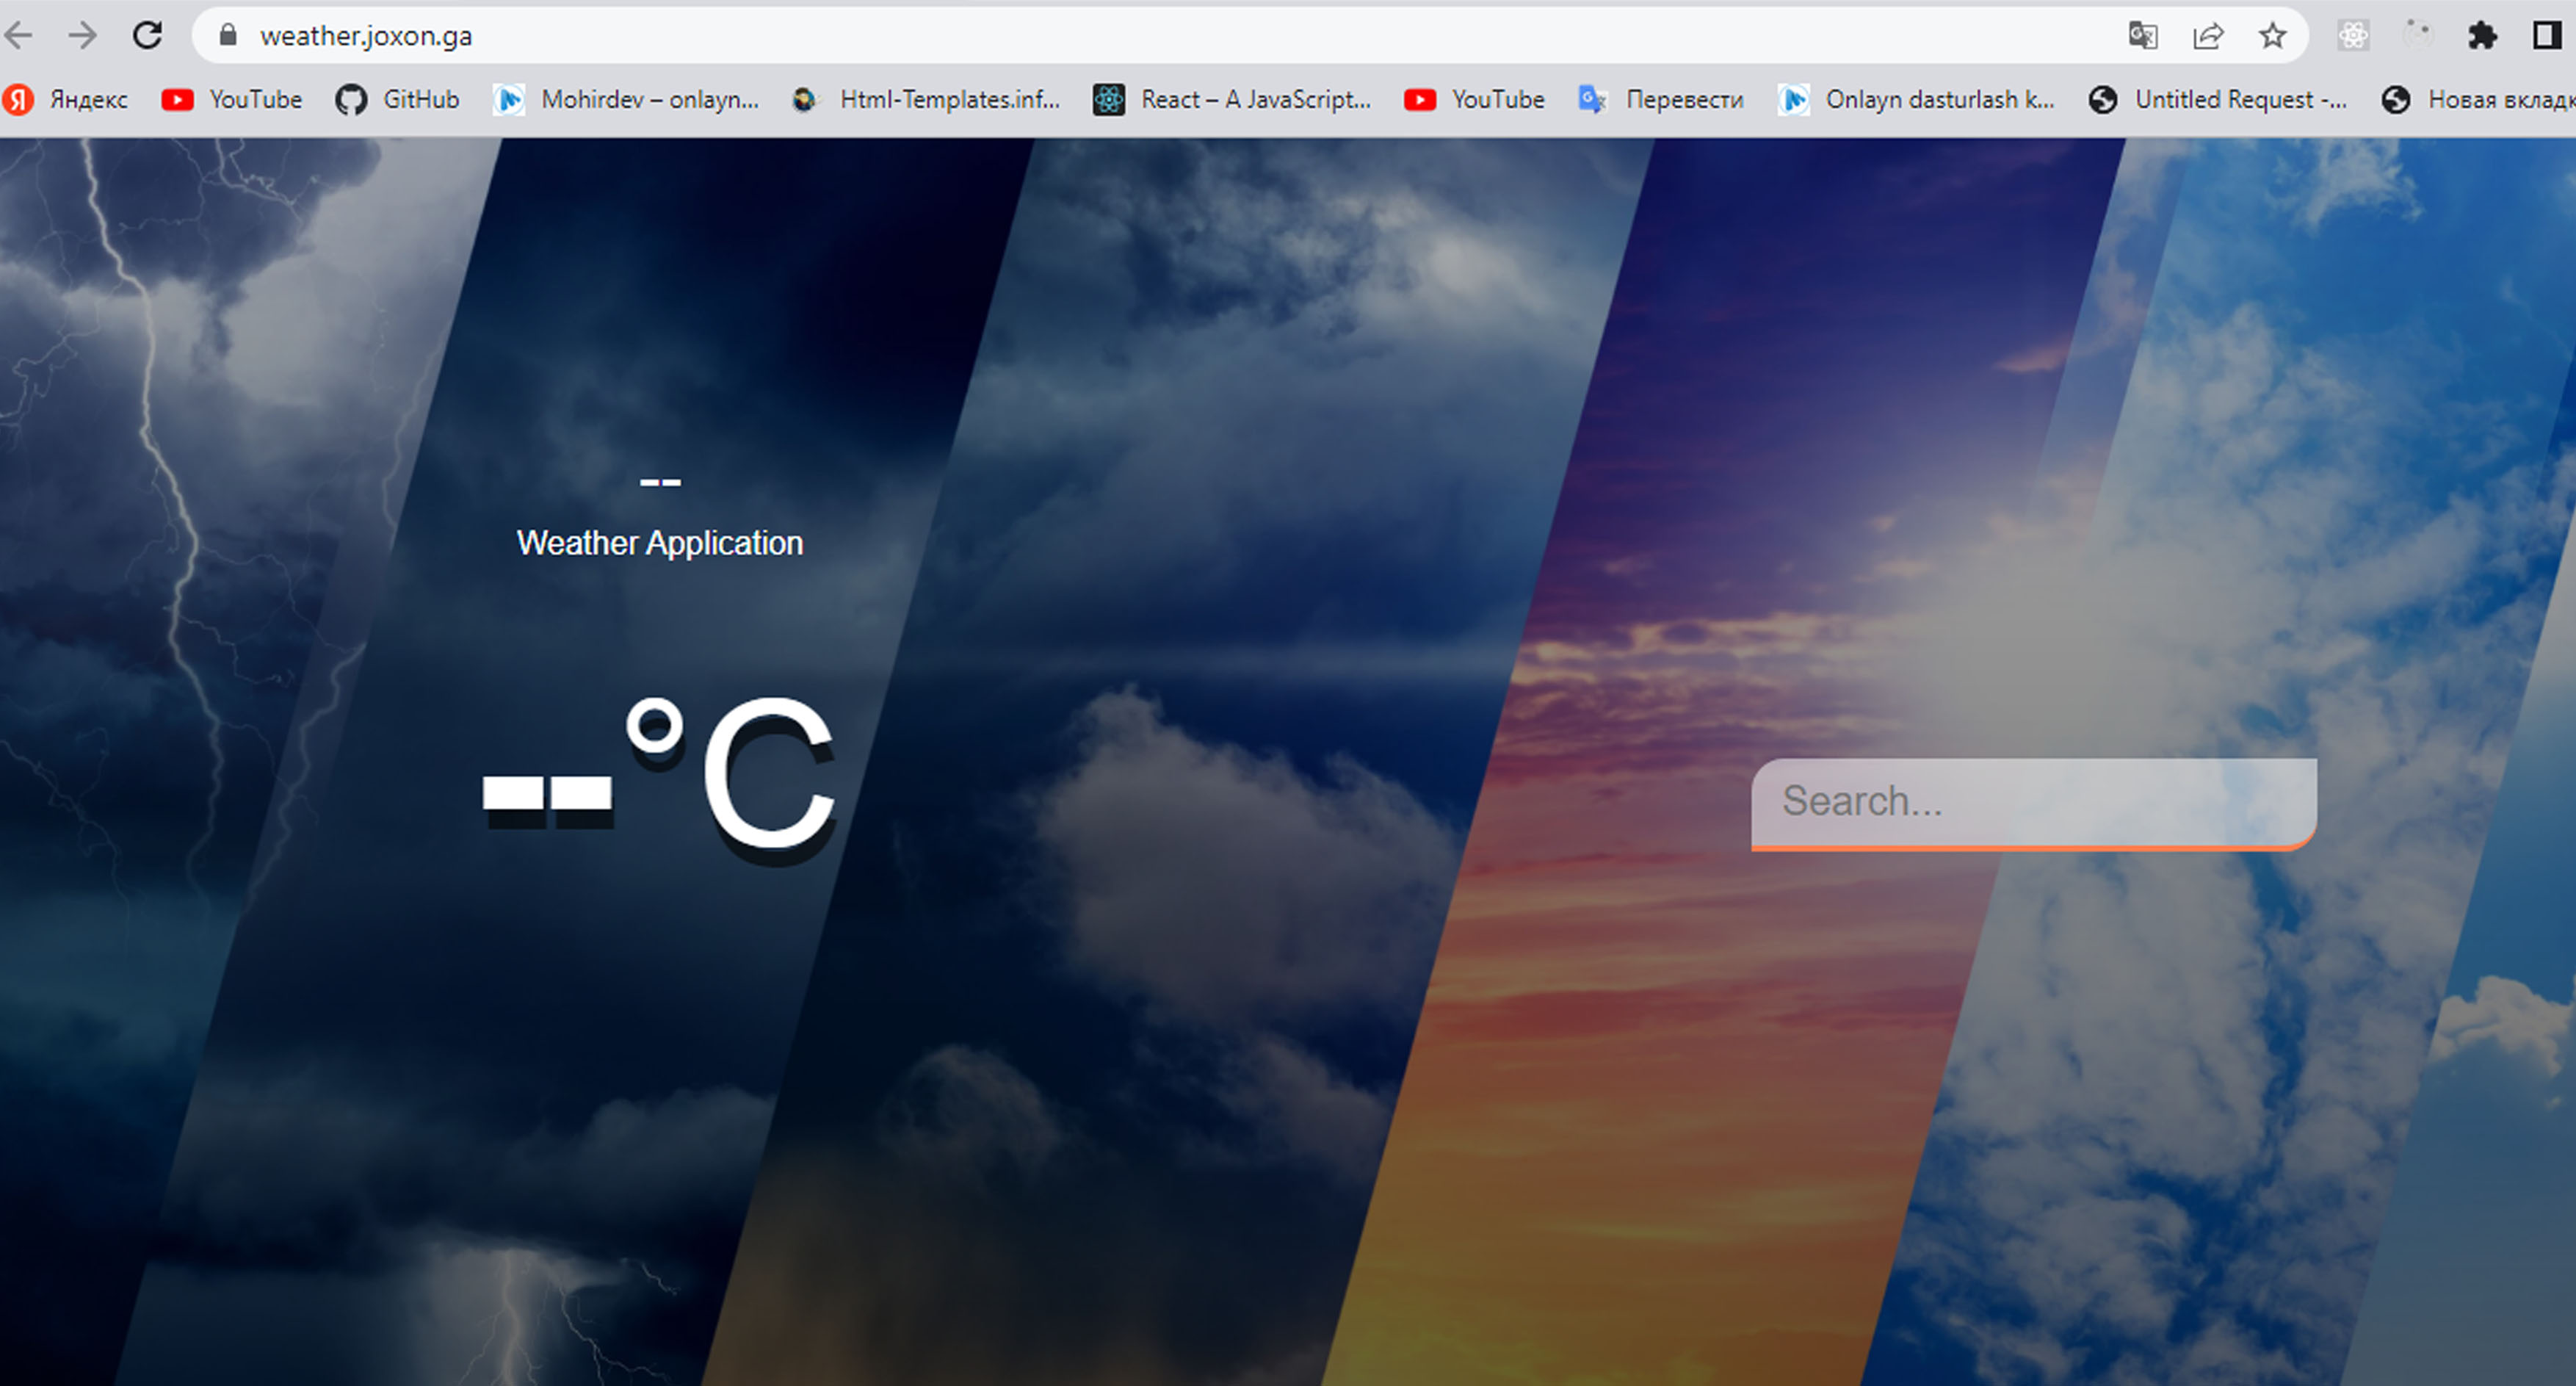 weather.joxon.ga
Яндекс YouTube GitHub Mohirdev – onlayn... Html-Templates.inf... React – A JavaScript... YouTube Перевести Onlayn dasturlash k... Untitled Request -... Новая вкладк
--
Weather Application
--°C
Search...